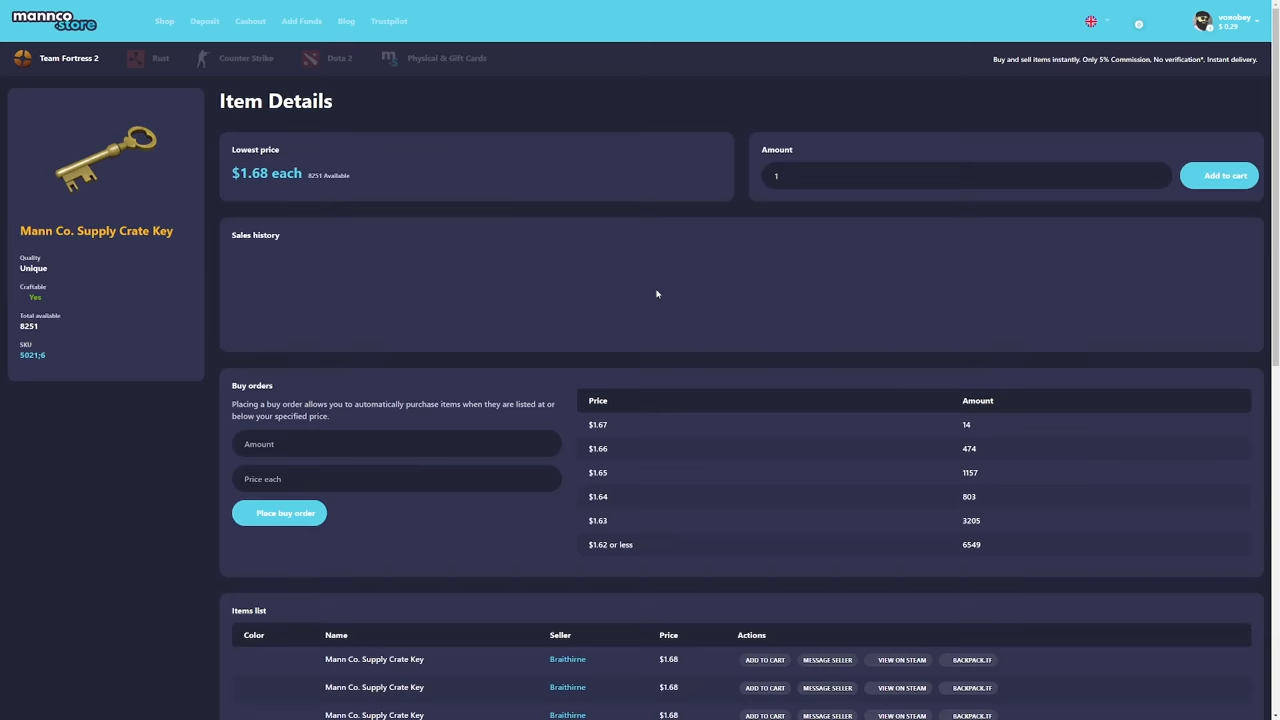 mannco store
Shop Deposit Cashout Add Funds Blog Trustpilot
0
vonobey
$ 0.29
Team Fortress 2 Rust Counter Strike Dota 2 Physical & Gift Cards
Buy and sell items instantly. Only 5% Commission, No verification*, Instant delivery.
Item Details
Mann Co. Supply Crate Key
Quality
Unique
Craftable
Yes
Total available
8251
SKU
5021;6
Lowest price
$1.68 each 8251 Available
Amount
1 Add to cart
Sales history
Buy orders
Placing a buy order allows you to automatically purchase items when they are listed at or
below your specified price.
Amount
Price each
Place buy order
Price Amount
$1.67 14
$1.66 474
$1.65 1157
$1.64 803
$1.63 3205
$1.62 or less 6549
Items list
Color Name Seller Price Actions
Mann Co. Supply Crate Key Braithirne $1.68 ADD TO CART MESSAGE SELLER VIEW ON STEAM BACKPACK.TF
Mann Co. Supply Crate Key Braithirne $1.68 ADD TO CART MESSAGE SELLER VIEW ON STEAM BACKPACK.TF
Mann Co. Supply Crate Key Braithirne $1.68 ADD TO CART MESSAGE SELLER VIEW ON STEAM BACKPACK.TF